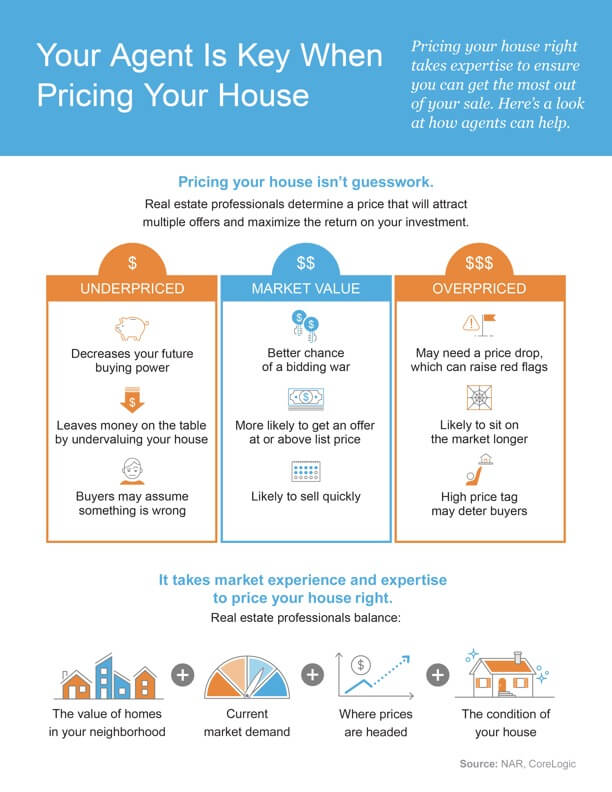 Your Agent Is Key When
Pricing Your House
Pricing your house right
takes expertise to ensure
you can get the most out
of your sale. Here's a look
at how agents can help.
Pricing your house isn't guesswork.
Real estate professionals determine a price that will attract
multiple offers and maximize the return on your investment.
$
UNDERPRICED
Decreases your future
buying power
$
Leaves money on the table
by undervaluing your house
Buyers may assume
something is wrong
$$
MARKET VALUE
$ $
Better chance
of a bidding war
$
More likely to get an offer
at or above list price
Likely to sell quickly
$$$
OVERPRICED
!
May need a price drop,
which can raise red flags
Likely to sit on
the market longer
High price tag
may deter buyers
It takes market experience and expertise
to price your house right.
Real estate professionals balance:
The value of homes
in your neighborhood
+
Current
market demand
+
$
Where prices
are headed
+
The condition of
your house
Source: NAR, CoreLogic